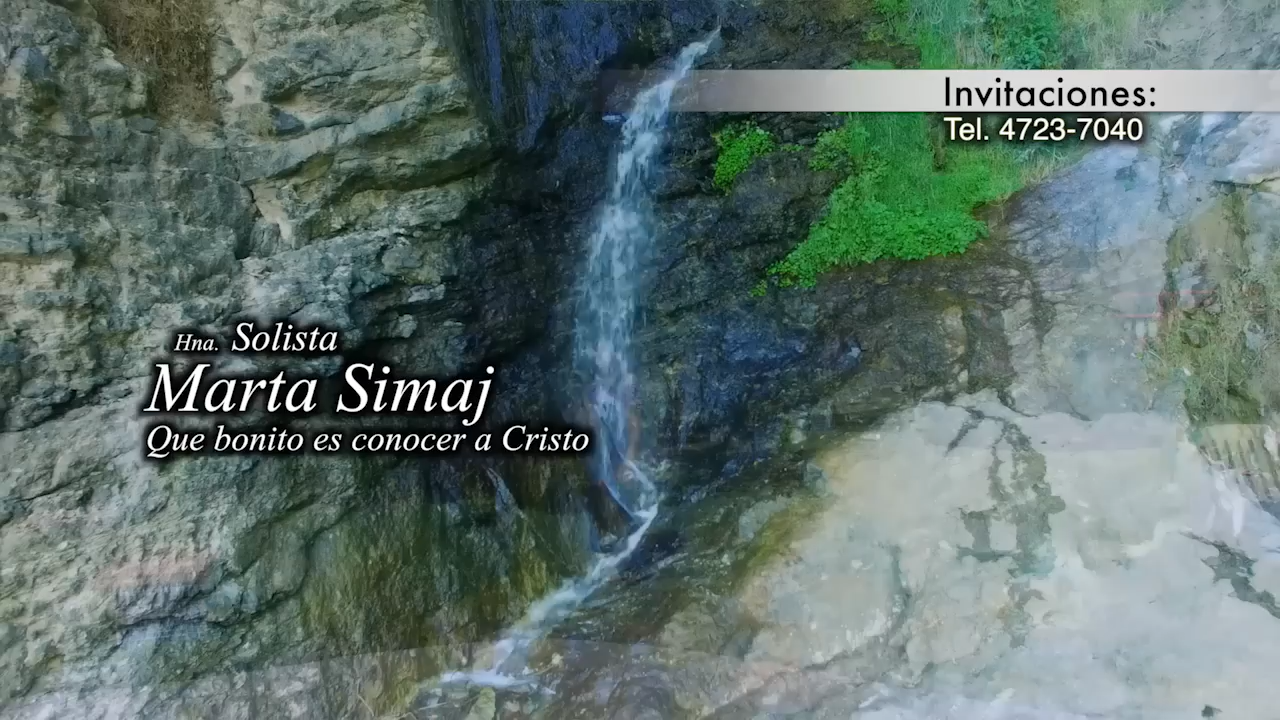 Invitaciones:
Tel. 4723-7040
Hna. Solista
Marta Simaj
Que bonito es conocer a Cristo